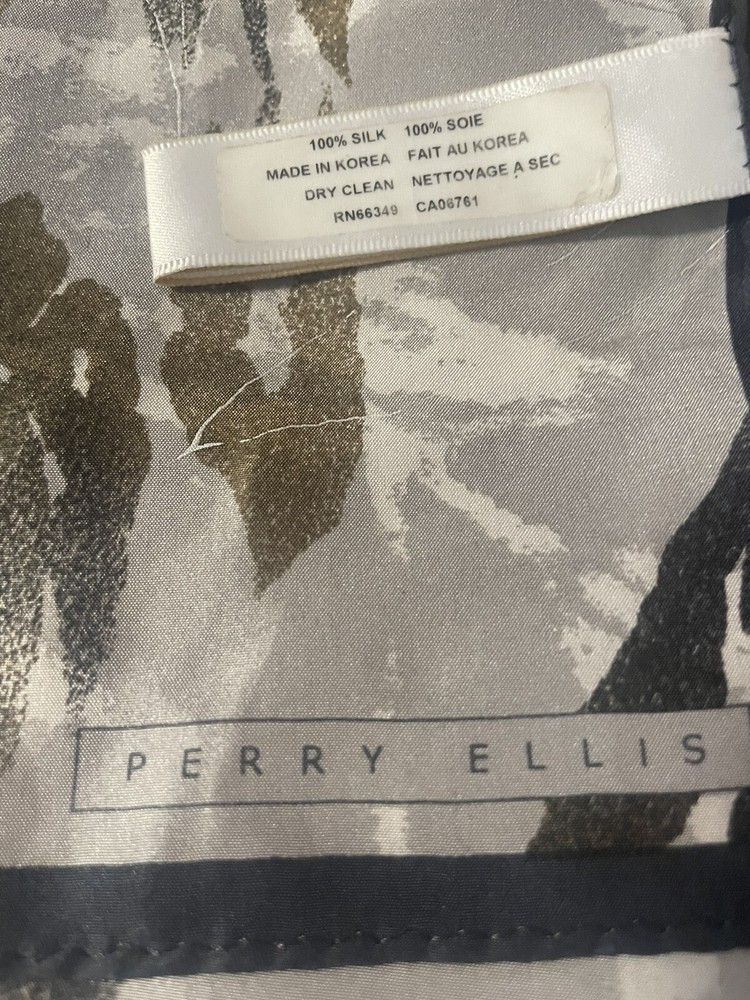 100% SILK 100% SOIE
MADE IN KOREA FAIT AU KOREA
DRY CLEAN NETTOYAGE A SEC
RN66349 CA06761
PERRY ELLIS